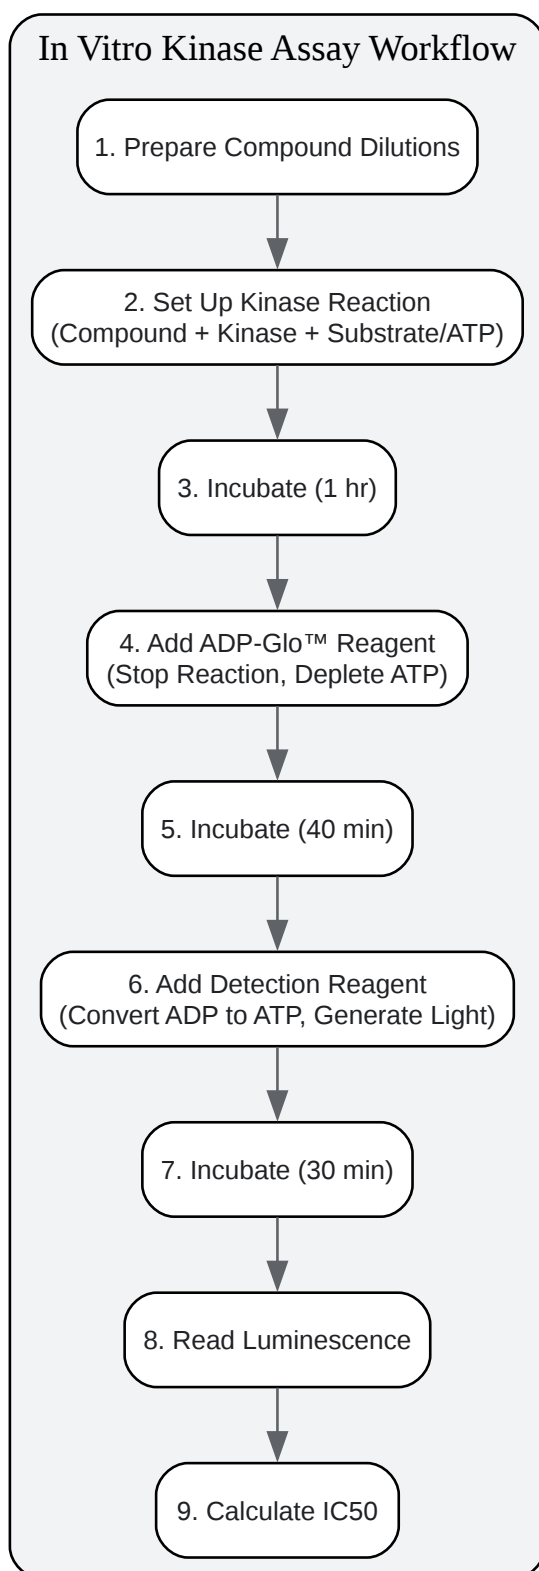 In Vitro Kinase Assay Workflow
1. Prepare Compound Dilutions
2. Set Up Kinase Reaction
(Compound + Kinase + Substrate/ATP)
3. Incubate (1 hr)
4. Add ADP-Glo™ Reagent
(Stop Reaction, Deplete ATP)
5. Incubate (40 min)
6. Add Detection Reagent
(Convert ADP to ATP, Generate Light)
7. Incubate (30 min)
8. Read Luminescence
9. Calculate IC50